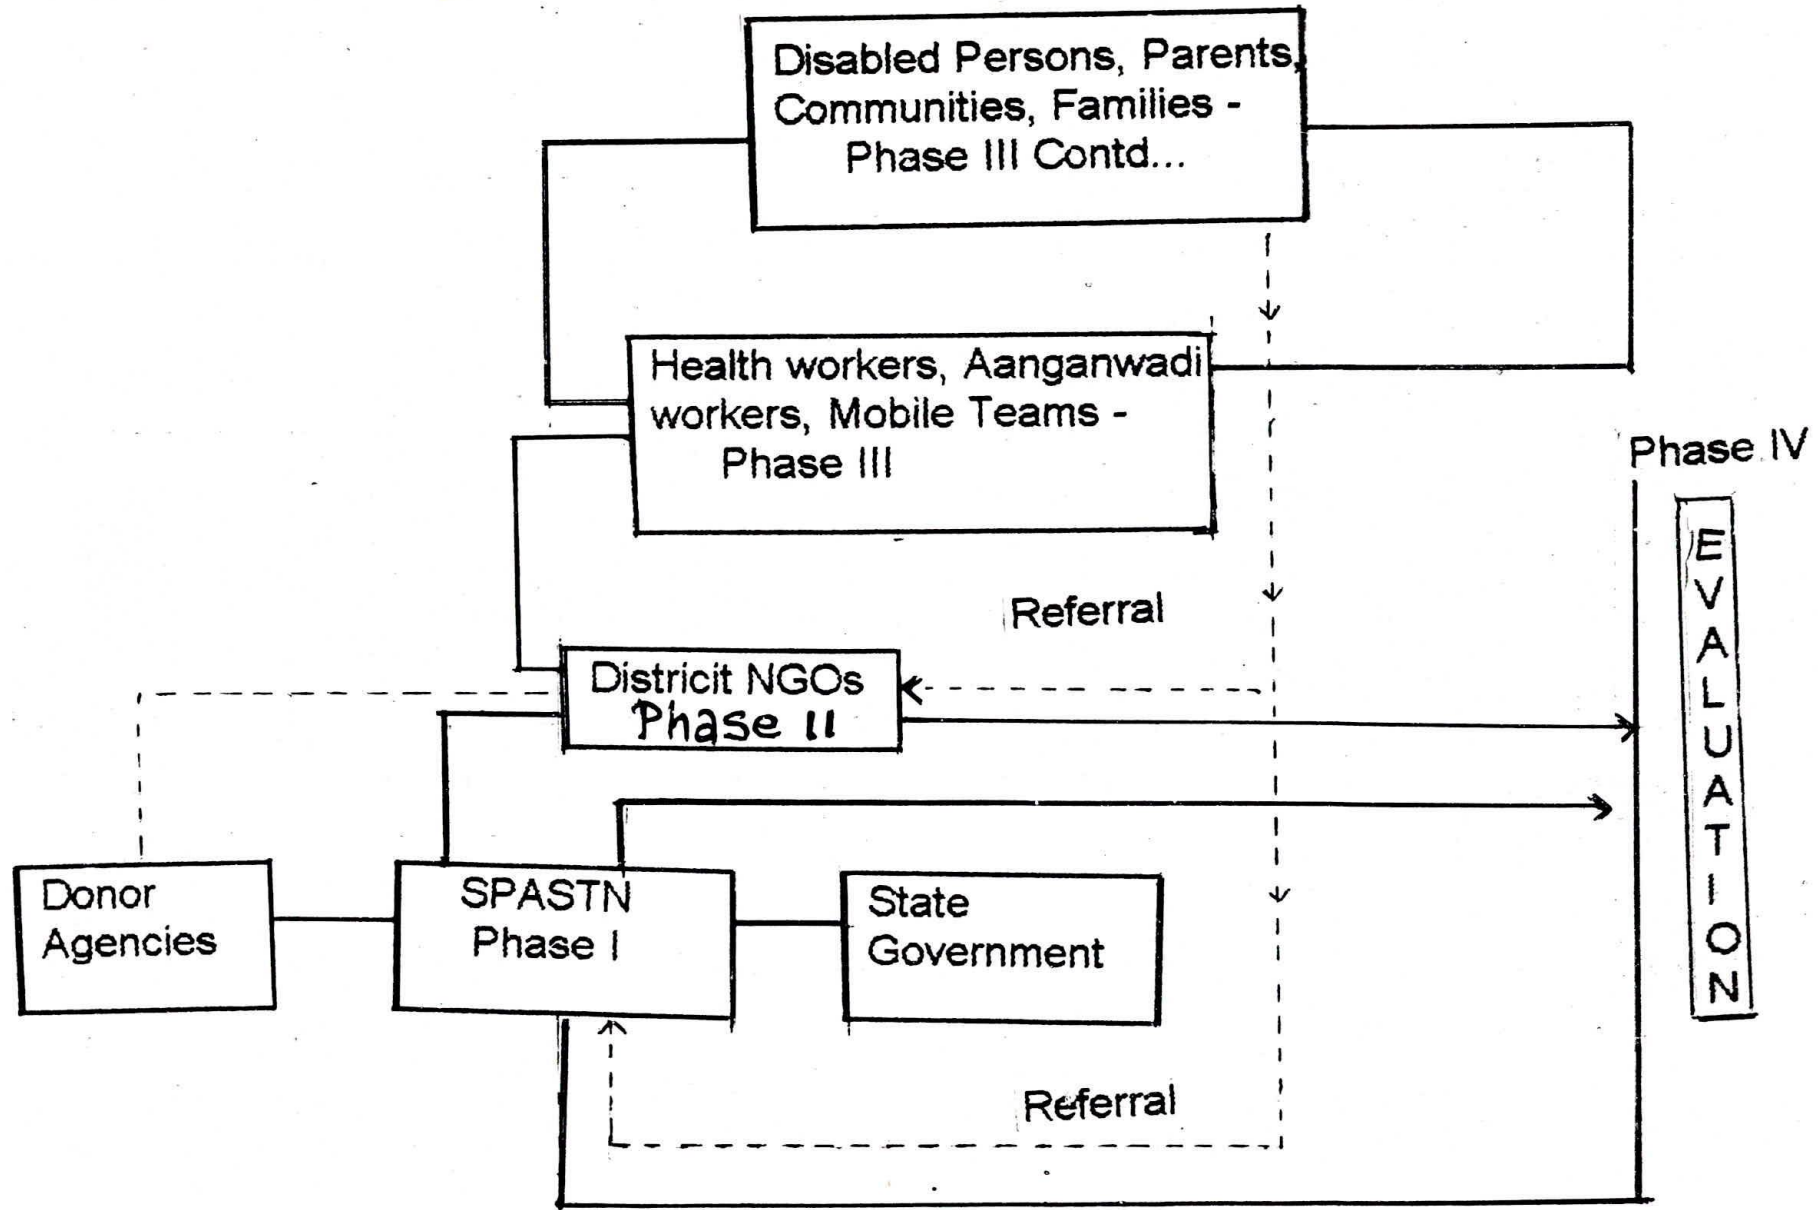 Disabled Persons, Parents,
Communities, Families -
Phase III Contd...
Health workers, Aanganwadi
workers, Mobile Teams -
Phase III
Phase IV
EVALUATION
Referral
Districit NGOs
Phase II
Donor
Agencies
SPASTN
Phase I
State
Government
Referral